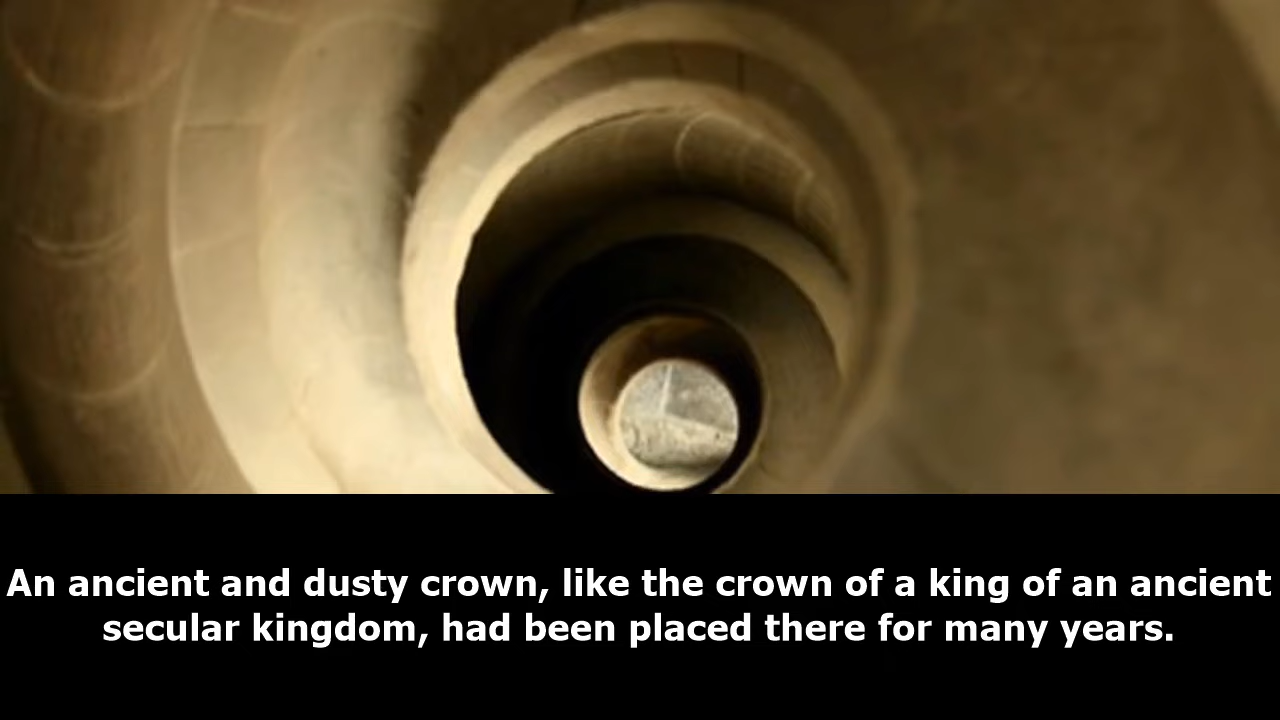 An ancient and dusty crown, like the crown of a king of an ancient
secular kingdom, had been placed there for many years.